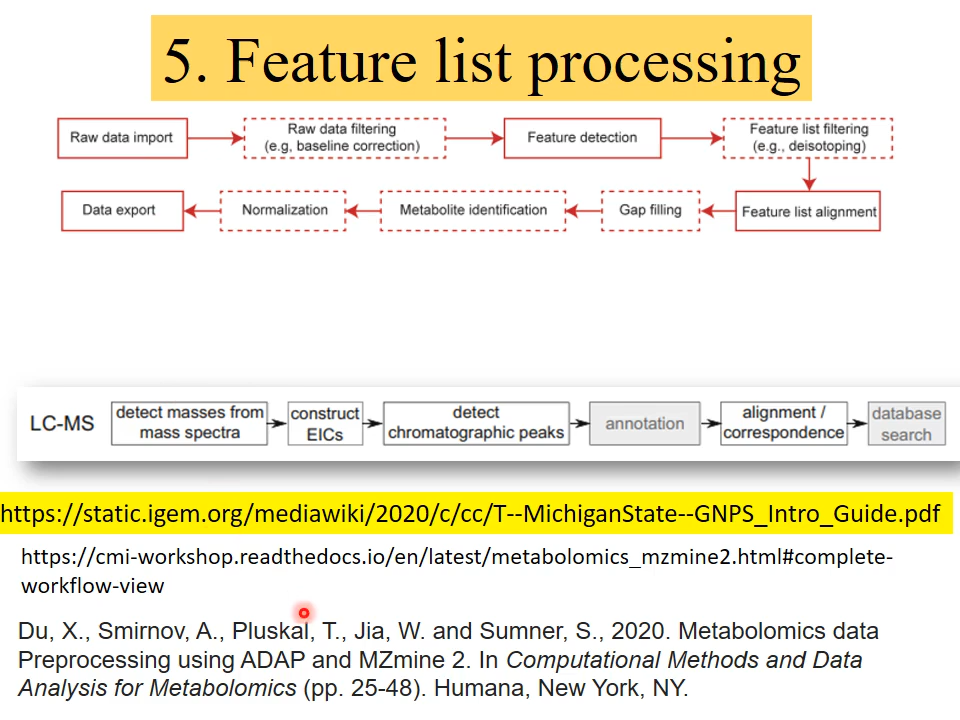 5. Feature list processing
Raw data import
Raw data filtering
(e.g, baseline correction)
Feature detection
Feature list filtering
(e.g., deisotoping)
Data export
Normalization
Metabolite identification
Gap filling
Feature list alignment
LC-MS
detect masses from
mass spectra
construct
EICs
detect
chromatographic peaks
annotation
alignment /
correspondence
database
search
https://static.igem.org/mediawiki/2020/c/cc/T--MichiganState--GNPS_Intro_Guide.pdf
https://cmi-workshop.readthedocs.io/en/latest/metabolomics_mzmine2.html#complete-
workflow-view
Du, X., Smirnov, A., Pluskal, T., Jia, W. and Sumner, S., 2020. Metabolomics data
Preprocessing using ADAP and MZmine 2. In Computational Methods and Data
Analysis for Metabolomics (pp. 25-48). Humana, New York, NY.